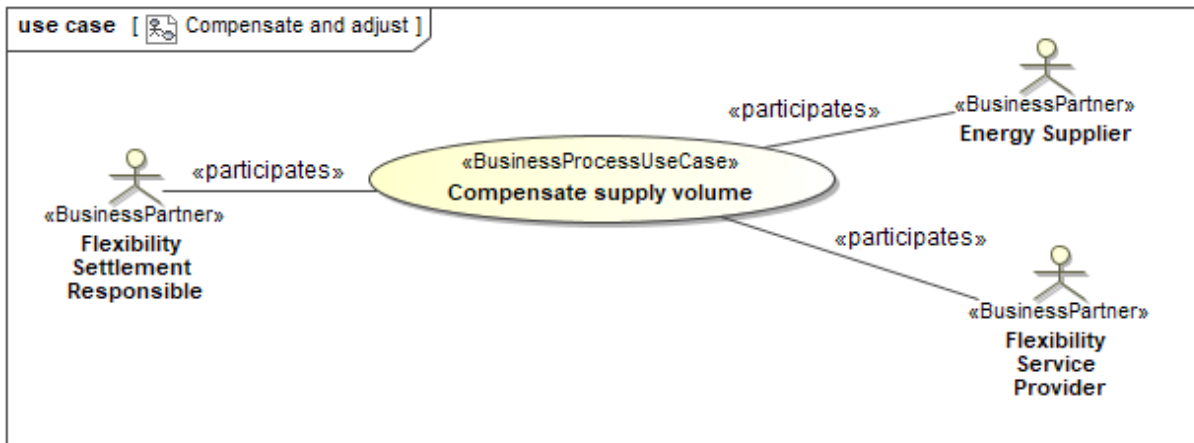 use case [ Compensate and adjust ]
«BusinessPartner»
Energy Supplier
«participates»
«BusinessProcessUseCase»
Compensate supply volume
«participates»
«BusinessPartner»
Flexibility
Settlement
Responsible
«participates»
«BusinessPartner»
Flexibility
Service
Provider